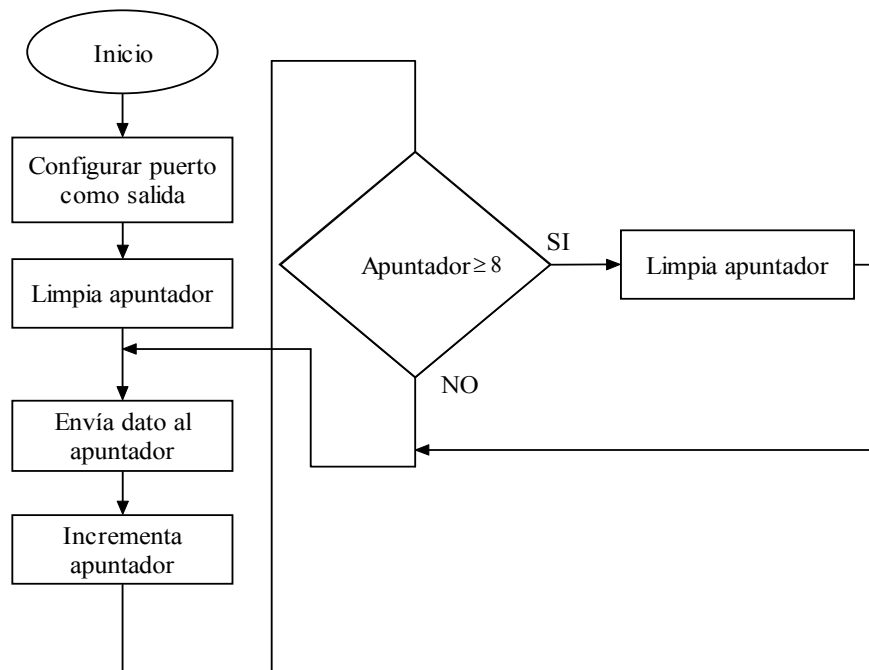 Inicio
Configurar puerto
como salida
Limpia apuntador
Envía dato al
apuntador
Incrementa
apuntador
Apuntador ≥ 8
SI
NO
Limpia apuntador